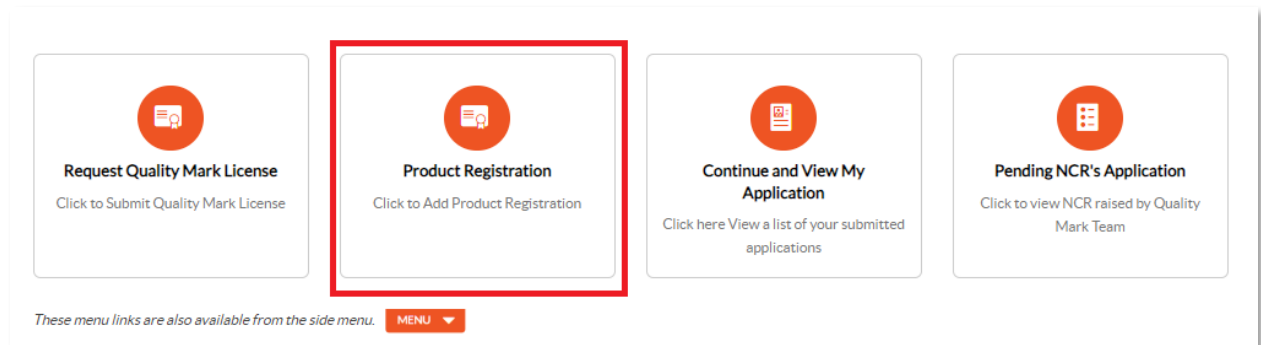 Request Quality Mark License
Click to Submit Quality Mark License
Product Registration
Click to Add Product Registration
Continue and View My
Application
Click here View a list of your submitted
applications
Pending NCR's Application
Click to view NCR raised by Quality
Mark Team
These menu links are also available from the side menu. MENU